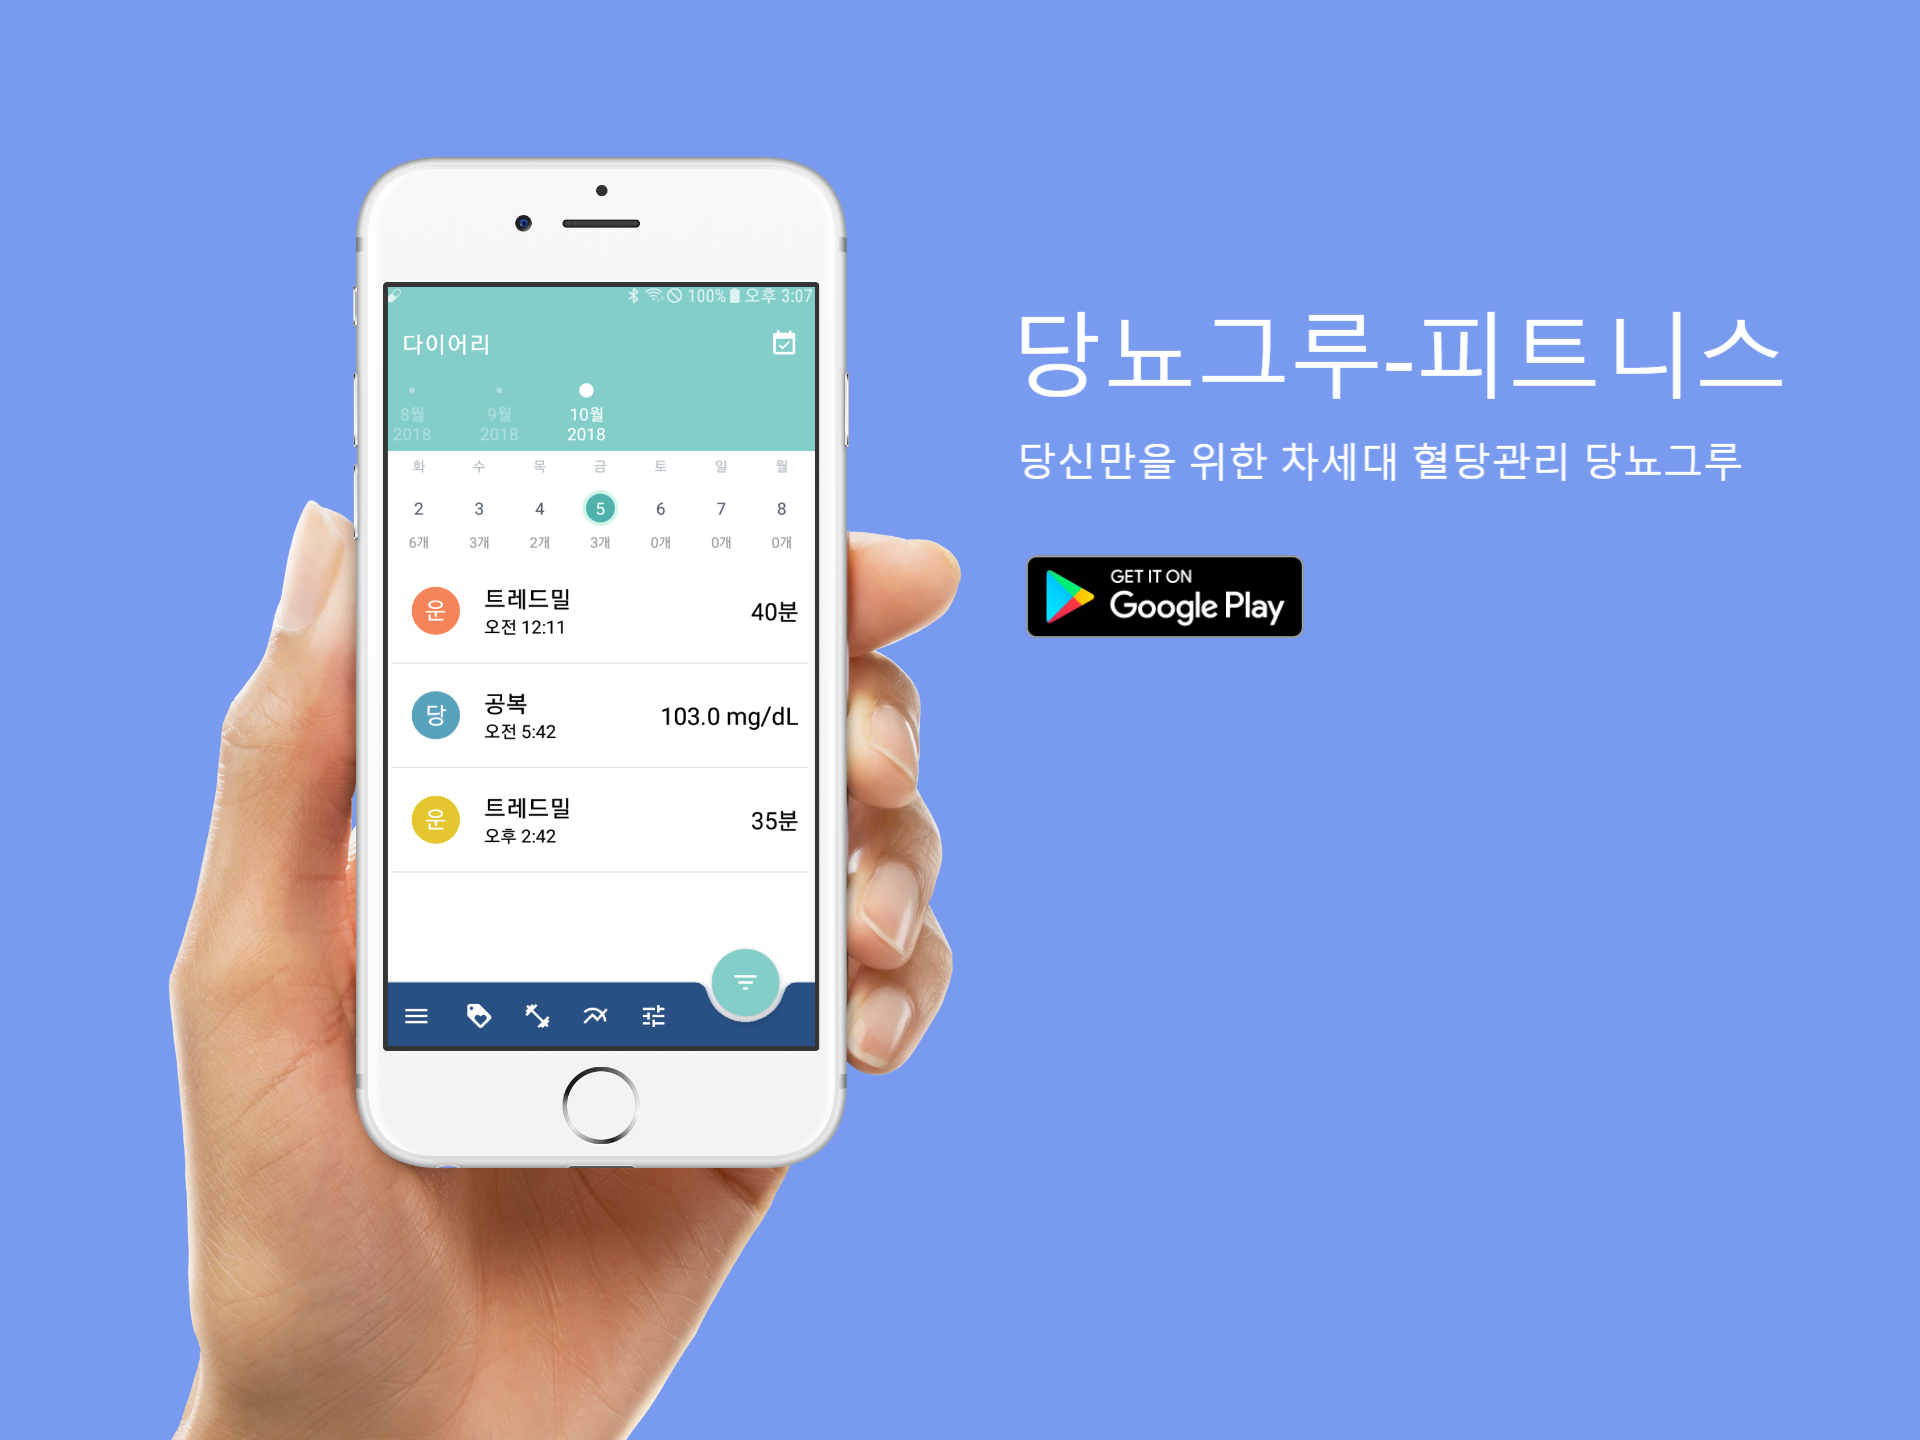 100% 오후 3:07
다이어리
8월 9월 10월
2018 2018 2018
화 수 목 금 토 일 월
2 3 4 5 6 7 8
6개 3개 2개 3개 0개 0개 0개
운 트레드밀 40분
오전 12:11
당 공복 103.0 mg/dL
오전 5:42
운 트레드밀 35분
오후 2:42
당뇨그루-피트니스
당신만을 위한 차세대 혈당관리 당뇨그루
GET IT ON
Google Play